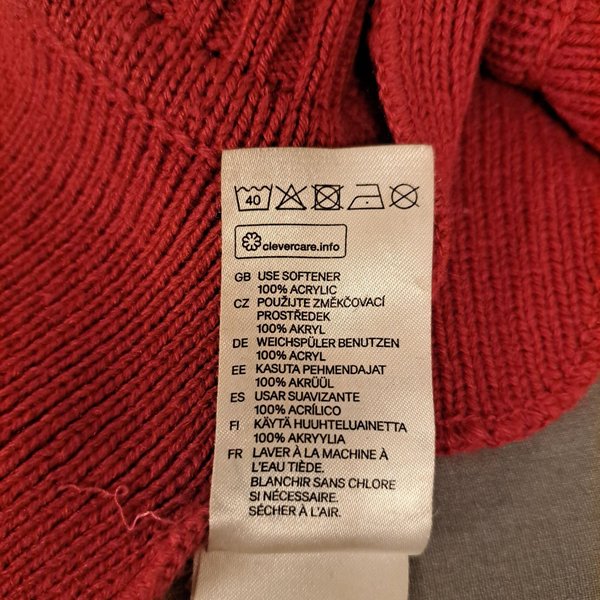 40
clevercare.info
GB USE SOFTENER
100% ACRYLIC
CZ POUŽIJTE ZMĚKČOVACÍ
PROSTŘEDEK
100% AKRYL
DE WEICHSPÜLER BENUTZEN
100% ACRYL
EE KASUTA PEHMENDAJAT
100% AKRÜÜL
ES USAR SUAVIZANTE
100% ACRÍLICO
FI KÄYTÄ HUUHTELUAINETTA
100% AKRYYLIA
FR LAVER À LA MACHINE À
L'EAU TIÈDE.
BLANCHIR SANS CHLORE
SI NÉCESSAIRE.
SÉCHER À L'AIR.